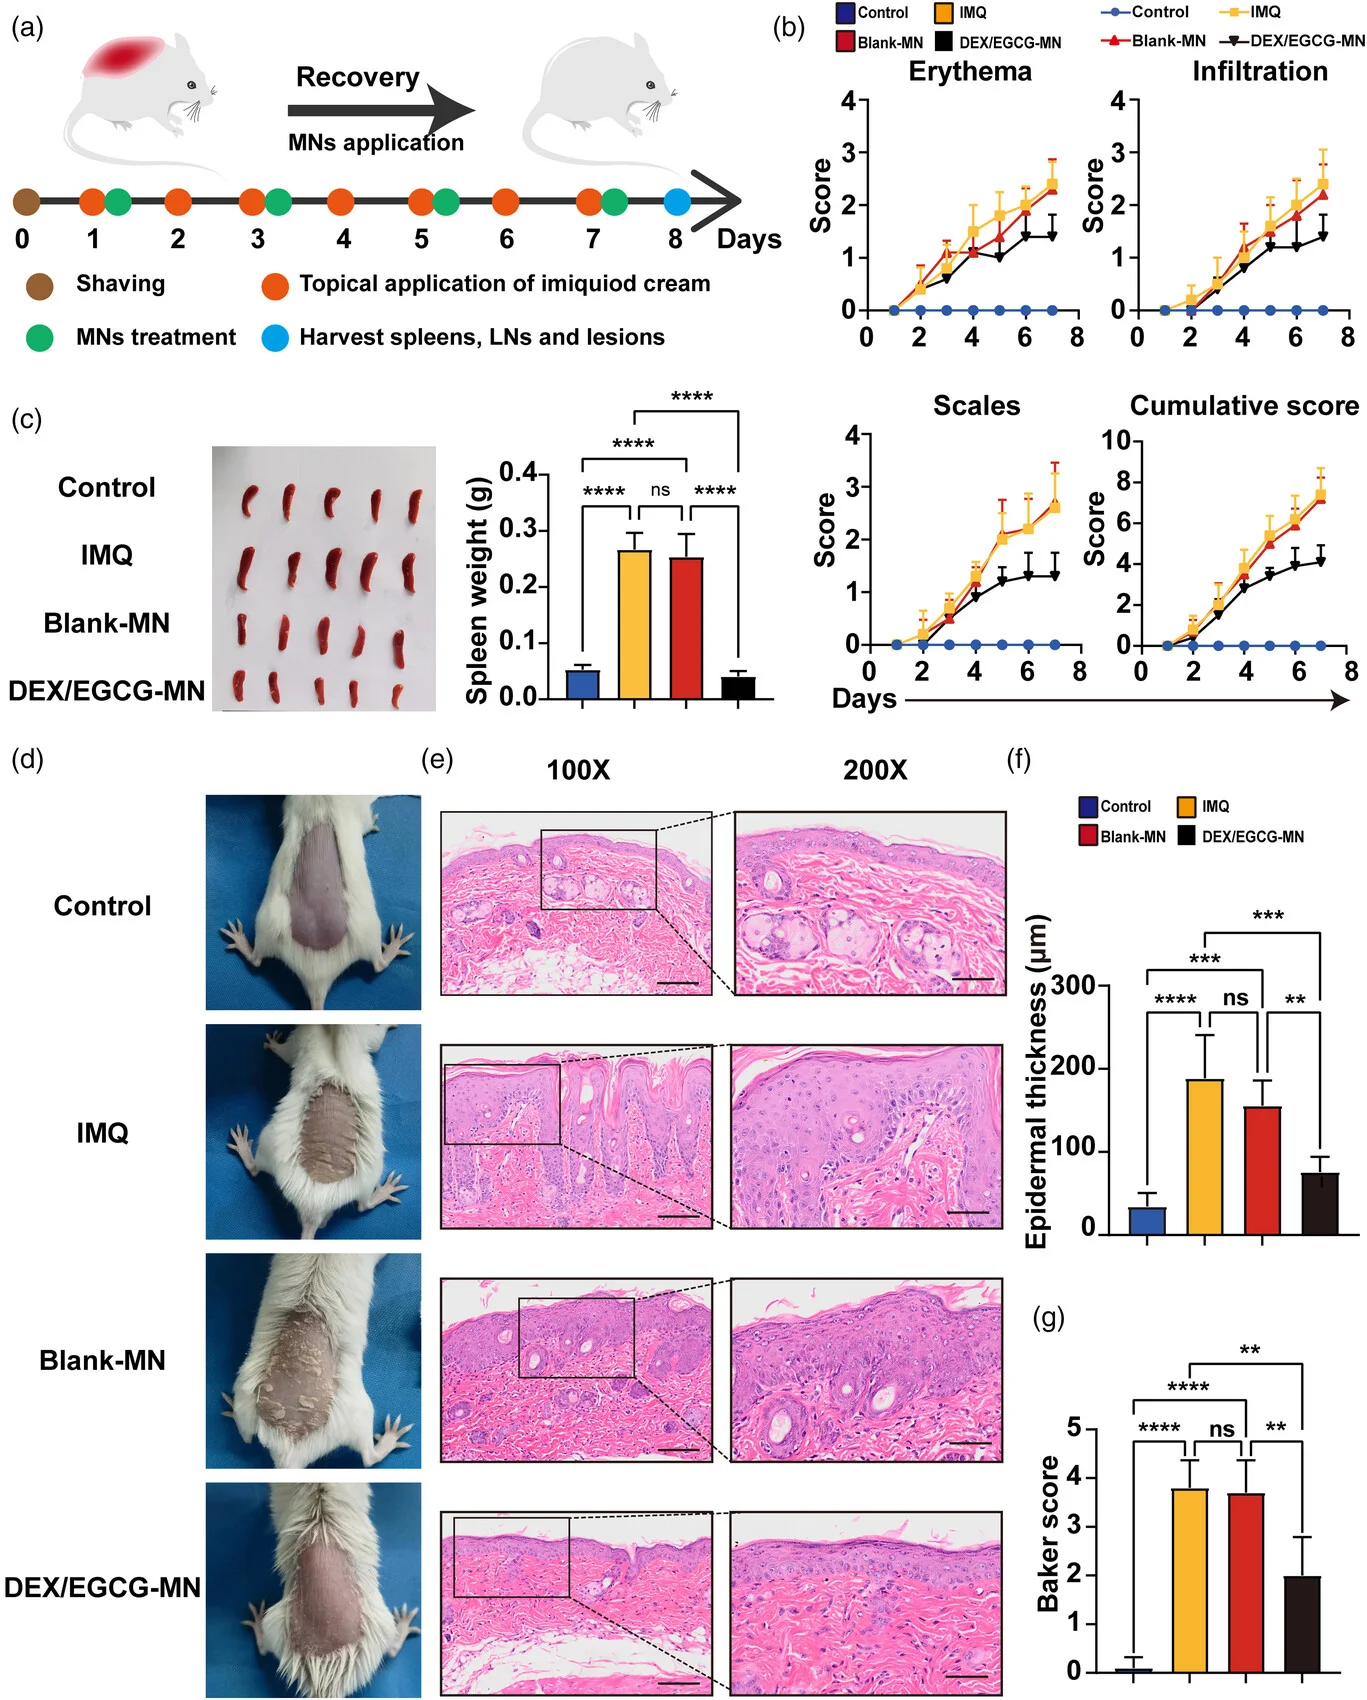 (a)
Recovery
MNs application
0 1 2 3 4 5 6 7 8 Days
Shaving
Topical application of imiquiod cream
MNs treatment
Harvest spleens, LNs and lesions
(b)
Control IMQ
Blank-MN DEX/EGCG-MN
Control IMQ
Blank-MN DEX/EGCG-MN
Erythema
Score
4
3
2
1
0
0 2 4 6 8
Infiltration
Score
4
3
2
1
0
0 2 4 6 8
Scales
Score
4
3
2
1
0
0 2 4 6 8
Cumulative score
Score
10
8
6
4
2
0
0 2 4 6 8
Days
(c)
Control
IMQ
Blank-MN
DEX/EGCG-MN
Spleen weight (g)
0.4
0.3
0.2
0.1
0.0
****
****
**** ns ****
(d)
Control
IMQ
Blank-MN
DEX/EGCG-MN
(e)
100X 200X
(f)
Control IMQ
Blank-MN DEX/EGCG-MN
Epidermal thickness (μm)
300
200
100
0
***
***
**** ns **
(g)
Baker score
5
4
3
2
1
0
**
****
**** ns **